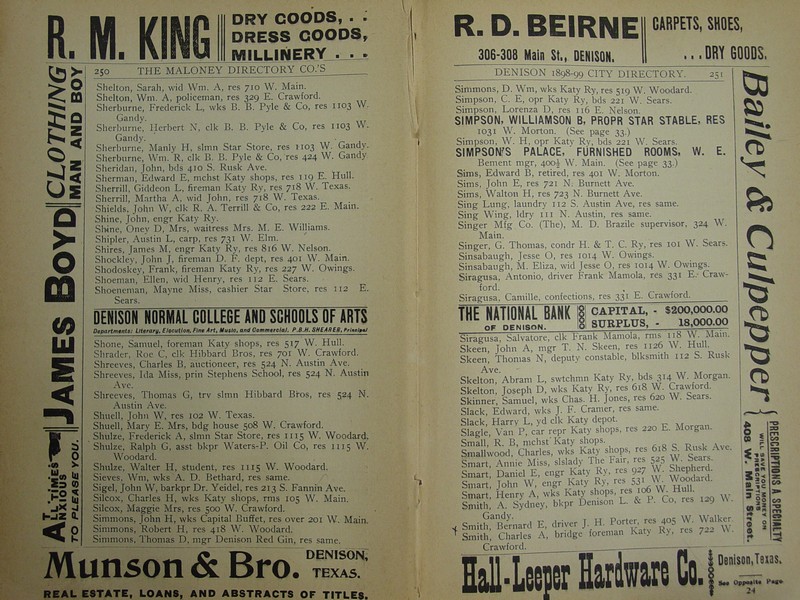 R. M. KING
DRY GOODS, . .
DRESS GOODS,
MILLINERY . . .
JAMES BOYD
CLOTHING
MAN AND BOY
AT ALL TIMES
ANXIOUS
TO PLEASE YOU.
250 THE MALONEY DIRECTORY CO.'S
Shelton, Sarah, wid Wm. A, res 710 W. Main.
Shelton, Wm. A, policeman, res 329 E. Crawford.
Sherburne, Frederick L, wks B. B. Pyle & Co, res 1103 W.
Gandy.
Sherburne, Herbert N, clk B. B. Pyle & Co, res 1103 W.
Gandy.
Sherburne, Manly H, slmn Star Store, res 1103 W. Gandy.
Sherburne, Wm. R, clk B. B. Pyle & Co, res 424 W. Gandy
Sheridan, John, bds 410 S. Rusk Ave.
Sherman, Edward E, mchst Katy shops, res 119 E. Hull.
Sherrill, Giddeon L, fireman Katy Ry, res 718 W. Texas.
Sherrill, Martha A, wid John, res 718 W. Texas.
Shields, John W, clk R. A. Terrill & Co, res 222 E. Main.
Shine, John, engr Katy Ry.
Shine, Oney D, Mrs, waitress Mrs. M. E. Williams.
Shipler, Austin L, carp, res 731 W. Elm.
Shires, James M, engr Katy Ry, res 816 W. Nelson.
Shockley, John J, fireman D. F. dept, res 401 W. Main.
Shodoskey, Frank, fireman Katy Ry, res 227 W. Owings.
Shoeman, Ellen, wid Henry, res 112 E. Sears.
Shoeneman, Mayne Miss, cashier Star Store, res 112 E.
Sears.
DENISON NORMAL COLLEGE AND SCHOOLS OF ARTS
Departments: Literary, Elocution, Fine Art, Music, and Commercial. P.B.H. SHEARER, Principal
Shone, Samuel, foreman Katy shops, res 517 W. Hull.
Shrader, Roe C, clk Hibbard Bros, res 701 W. Crawford.
Shreeves, Charles B, auctioneer, res 524 N. Austin Ave.
Shreeves, Ida Miss, prin Stephens School, res 524 N. Austin
Ave.
Shreeves, Thomas G, trv slmn Hibbard Bros, res 524 N.
Austin Ave.
Shuell, John W, res 102 W. Texas.
Shuell, Mary E. Mrs, bdg house 508 W. Crawford.
Shulze, Frederick A, slmn Star Store, res 1115 W. Woodard,
Shulze, Ralph G, asst bkpr Waters-P. Oil Co, res 1115 W.
Woodard.
Shulze, Walter H, student, res 1115 W. Woodard.
Sieves, Wm, wks A. D. Bethard, res same.
Sigel, John W, barkpr Dr. Yeidel, res 213 S. Fannin Ave.
Silcox, Charles H, wks Katy shops, rms 105 W. Main.
Silcox, Maggie Mrs, res 500 W. Crawford.
Simmons, John H, wks Capital Buffet, res over 201 W. Main.
Simmons, Robert H, res 418 W. Woodard.
Simmons, Thomas D, mgr Denison Red Gin, res same.
Munson & Bro. DENISON, TEXAS.
REAL ESTATE, LOANS, AND ABSTRACTS OF TITLES.
R. D. BEIRNE
306-308 Main St., DENISON.
CARPETS, SHOES,
...DRY GOODS.
DENISON 1898-99 CITY DIRECTORY. 251
Simmons, D. Wm, wks Katy Ry, res 519 W. Woodard.
Simpson, C. E, opr Katy Ry, bds 221 W. Sears.
Simpson, Lorenza D, res 116 E. Nelson.
SIMPSON, WILLIAMSON B, PROPR STAR STABLE, RES
1031 W. Morton. (See page 33.)
Simpson, W. H, opr Katy Ry, bds 221 W. Sears.
SIMPSON'S PALACE, FURNISHED ROOMS, W. E.
Bement mgr, 400½ W. Main. (See page 33.)
Sims, Edward B, retired, res 401 W. Morton.
Sims, John E, res 721 N. Burnett Ave.
Sims, Walton H, res 723 N. Burnett Ave.
Sing Lung, laundry 112 S. Austin Ave, res same.
Sing Wing, ldry 111 N. Austin, res same.
Singer Mfg Co. (The), M. D. Brazile supervisor, 324 W.
Main.
Singer, G. Thomas, condr H. & T. C. Ry, res 101 W. Sears.
Sinsabaugh, Jesse O, res 1014 W. Owings.
Sinsabaugh, M. Eliza, wid Jesse O, res 1014 W. Owings.
Siragusa, Antonio, driver Frank Mamola, res 331 E. Craw-
ford.
Siragusa, Camille, confections, res 331 E. Crawford.
THE NATIONAL BANK
OF DENISON.
CAPITAL, - $200,000.00
SURPLUS, - 18,000.00
Siragusa, Salvatore, clk Frank Mamola, rms 118 W. Main.
Skeen, John A, mgr T. N. Skeen, res 1126 W. Hull.
Skeen, Thomas N, deputy constable, blksmith 112 S. Rusk
Ave.
Skelton, Abram L, swtchmn Katy Ry, bds 314 W. Morgan.
Skelton, Joseph D, wks Katy Ry, res 618 W. Crawford.
Skinner, Samuel, wks Chas. H. Jones, res 620 W. Sears.
Slack, Edward, wks J. F. Cramer, res same.
Slack, Harry L, yd clk Katy depot.
Slagle, Van P, car repr Katy shops, res 220 E. Morgan.
Small, R. B, mchst Katy shops.
Smallwood, Charles, wks Katy shops, res 618 S. Rusk Ave.
Smart, Annie Miss, slslady The Fair, res 525 W. Sears.
Smart, Daniel E, engr Katy Ry, res 927 W. Shepherd.
Smart, John W, engr Katy Ry, res 531 W. Woodard.
Smart, Henry A, wks Katy shops, res 106 W. Hull.
Smith, A. Sydney, bkpr Denison L. & P. Co, res 129 W.
Gandy.
Smith, Bernard E, driver J. H. Porter, res 405 W. Walker.
Smith, Charles A, bridge foreman Katy Ry, res 722 W.
Crawford.
Bailey & Culpepper
PRESCRIPTIONS A SPECIALTY
WILL SAVE YOU MONEY ON
PRESCRIPTIONS
408 W. Main Street.
Hall-Leeper Hardware Co.
Denison, Texas.
See Opposite Page.
24